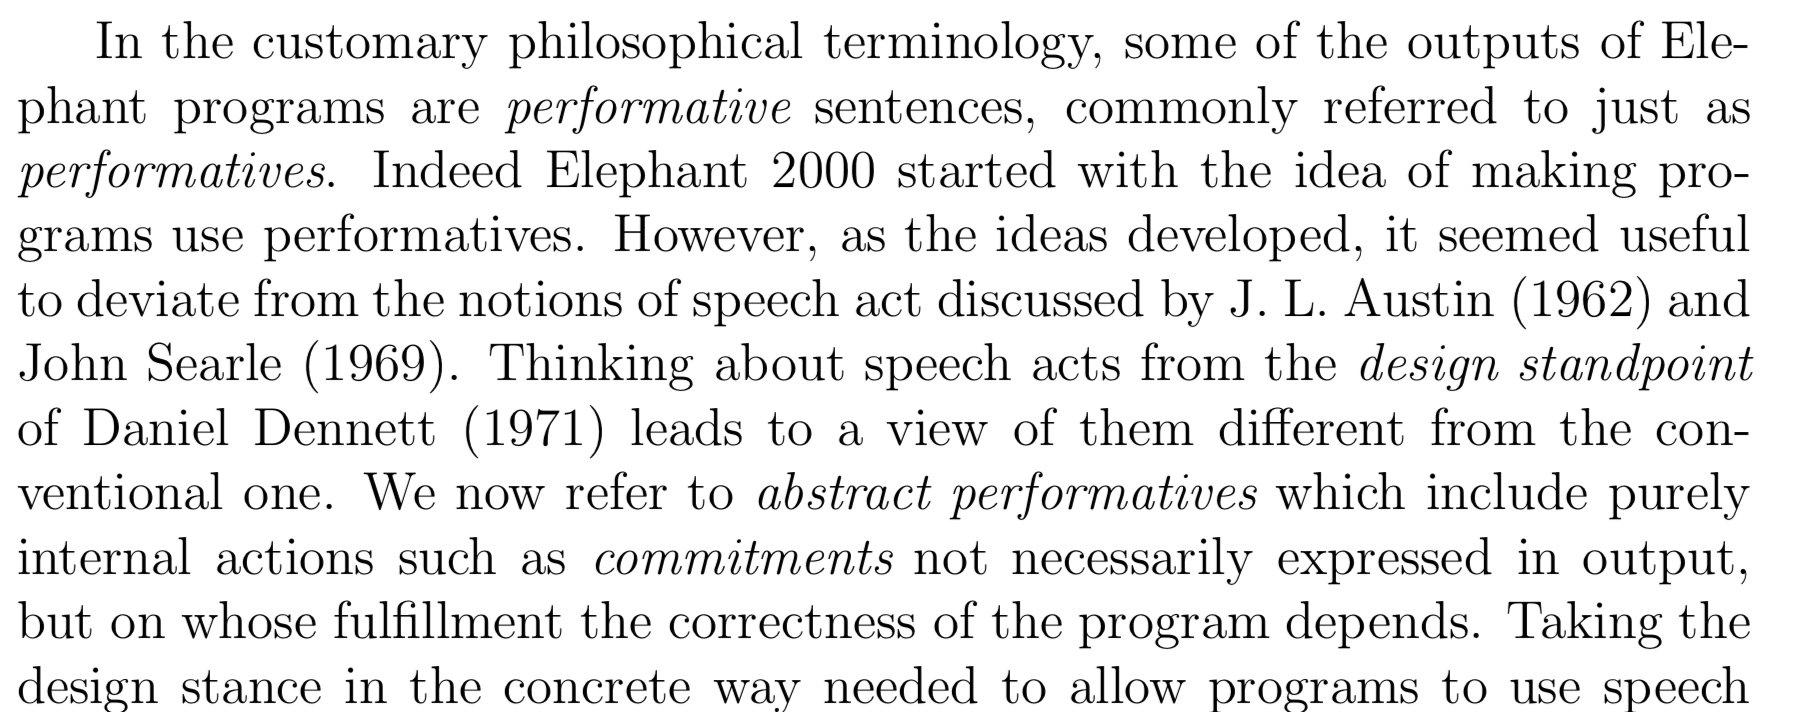 In the customary philosophical terminology, some of the outputs of Ele-
phant programs are performative sentences, commonly referred to just as
performatives. Indeed Elephant 2000 started with the idea of making pro-
grams use performatives. However, as the ideas developed, it seemed useful
to deviate from the notions of speech act discussed by J. L. Austin (1962) and
John Searle (1969). Thinking about speech acts from the design standpoint
of Daniel Dennett (1971) leads to a view of them different from the con-
ventional one. We now refer to abstract performatives which include purely
internal actions such as commitments not necessarily expressed in output,
but on whose fulfillment the correctness of the program depends. Taking the
design stance in the concrete way needed to allow programs to use speech